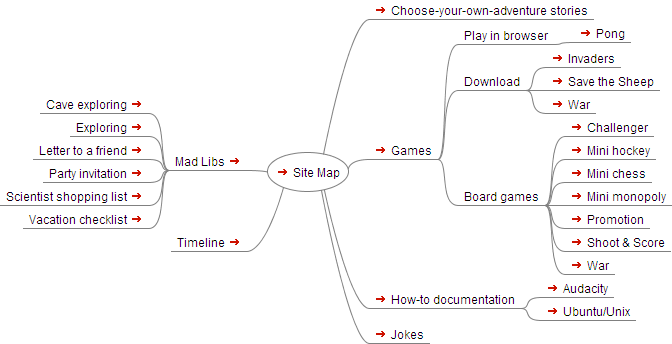 Choose-your-own-adventure stories
Play in browser
Pong
Invaders
Download
Save the Sheep
War
Cave exploring
Exploring
Letter to a friend
Party invitation
Scientist shopping list
Vacation checklist
Mad Libs
Timeline
Site Map
Games
Challenger
Mini hockey
Mini chess
Board games
Mini monopoly
Promotion
Shoot & Score
War
How-to documentation
Audacity
Ubuntu/Unix
Jokes